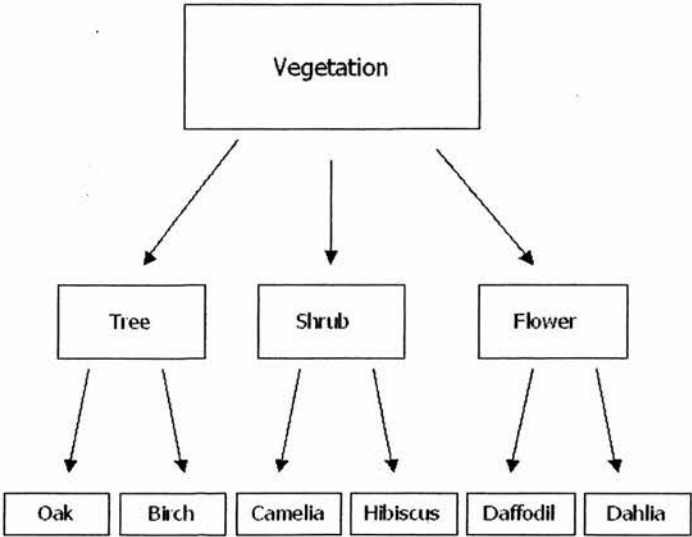 Vegetation
Tree
Shrub
Flower
Oak
Birch
Camelia
Hibiscus
Daffodil
Dahlia